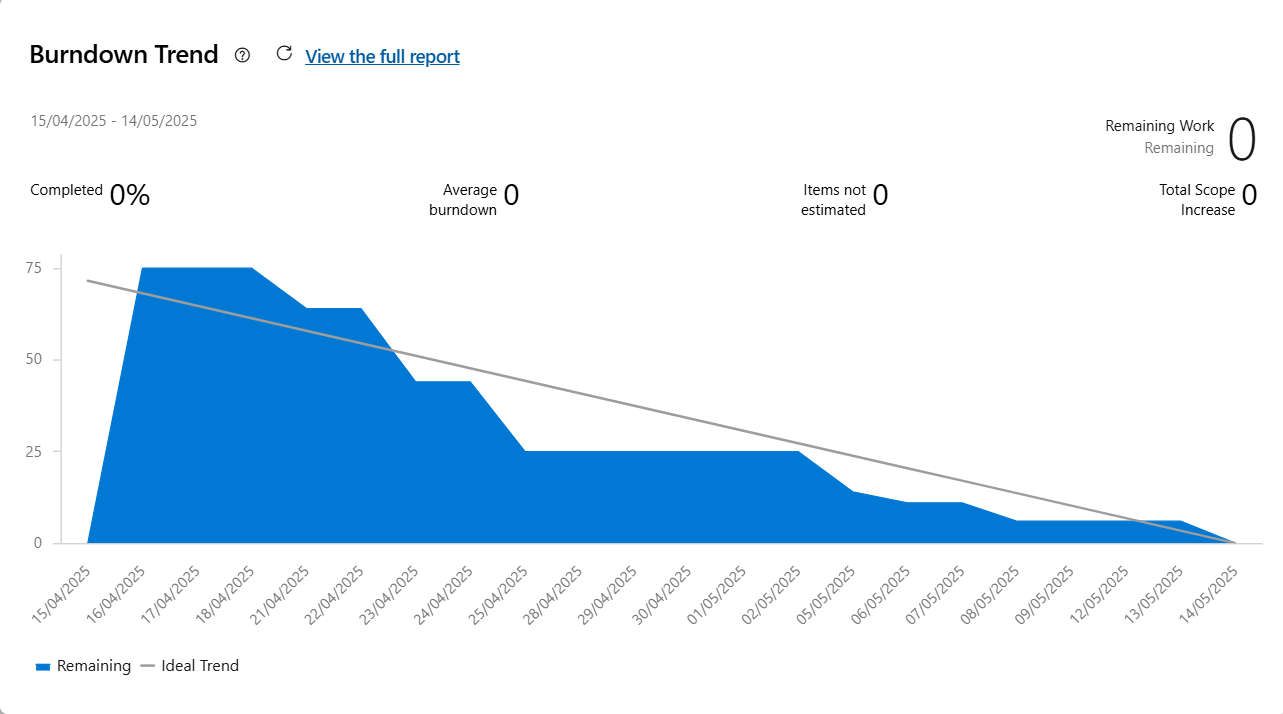 Burndown Trend View the full report
15/04/2025 - 14/05/2025
Remaining Work 0
Remaining
Completed 0%
Average burndown 0
Items not estimated 0
Total Scope Increase 0
75
50
25
0
15/04/2025
16/04/2025
17/04/2025
18/04/2025
21/04/2025
22/04/2025
23/04/2025
24/04/2025
25/04/2025
28/04/2025
29/04/2025
30/04/2025
01/05/2025
02/05/2025
05/05/2025
06/05/2025
07/05/2025
08/05/2025
09/05/2025
12/05/2025
13/05/2025
14/05/2025
Remaining Ideal Trend